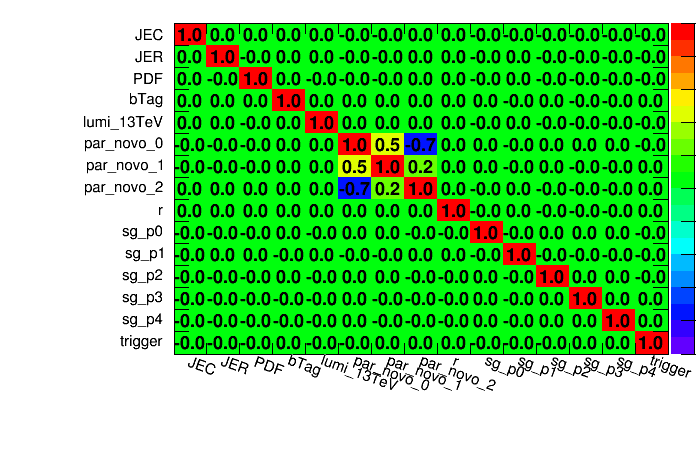 JEC 1.0 0.0 0.0 0.0 0.0 -0.0 -0.0 0.0 0.0 -0.0 -0.0 -0.0 -0.0 -0.0 -0.0
JER 0.0 1.0 -0.0 0.0 0.0 -0.0 -0.0 0.0 0.0 -0.0 -0.0 -0.0 -0.0 -0.0 -0.0
PDF 0.0 -0.0 1.0 0.0 -0.0 -0.0 -0.0 -0.0 0.0 -0.0 -0.0 -0.0 -0.0 -0.0 -0.0
bTag 0.0 0.0 0.0 1.0 0.0 0.0 0.0 0.0 0.0 0.0 -0.0 0.0 -0.0 -0.0 -0.0
lumi_13TeV 0.0 0.0 -0.0 0.0 1.0 0.0 0.0 0.0 0.0 -0.0 -0.0 -0.0 -0.0 -0.0 -0.0
par_novo_0 -0.0 -0.0 -0.0 0.0 0.0 1.0 0.5 -0.7 0.0 0.0 -0.0 0.0 0.0 0.0 0.0
par_novo_1 -0.0 -0.0 -0.0 0.0 0.0 0.5 1.0 0.2 0.0 -0.0 -0.0 -0.0 -0.0 -0.0 -0.0
par_novo_2 0.0 0.0 -0.0 0.0 0.0 -0.7 0.2 1.0 0.0 -0.0 0.0 -0.0 -0.0 -0.0 -0.0
r 0.0 0.0 0.0 0.0 0.0 0.0 0.0 0.0 1.0 -0.0 -0.0 -0.0 -0.0 -0.0 -0.0
sg_p0 -0.0 -0.0 -0.0 0.0 -0.0 0.0 -0.0 -0.0 -0.0 1.0 -0.0 0.0 -0.0 0.0 -0.0
sg_p1 -0.0 -0.0 -0.0 -0.0 -0.0 -0.0 -0.0 0.0 -0.0 -0.0 1.0 -0.0 0.0 -0.0 0.0
sg_p2 -0.0 -0.0 -0.0 0.0 -0.0 0.0 -0.0 -0.0 -0.0 0.0 -0.0 1.0 -0.0 0.0 -0.0
sg_p3 -0.0 -0.0 -0.0 -0.0 -0.0 0.0 -0.0 -0.0 -0.0 -0.0 0.0 -0.0 1.0 0.0 0.0
sg_p4 -0.0 -0.0 -0.0 -0.0 -0.0 0.0 -0.0 -0.0 -0.0 0.0 -0.0 0.0 0.0 1.0 0.0
trigger -0.0 -0.0 -0.0 -0.0 -0.0 0.0 -0.0 -0.0 -0.0 -0.0 0.0 -0.0 0.0 0.0 1.0
JEC JER PDF bTag lumi_13TeV par_novo_0 par_novo_1 par_novo_2 r sg_p0 sg_p1 sg_p2 sg_p3 sg_p4 trigger